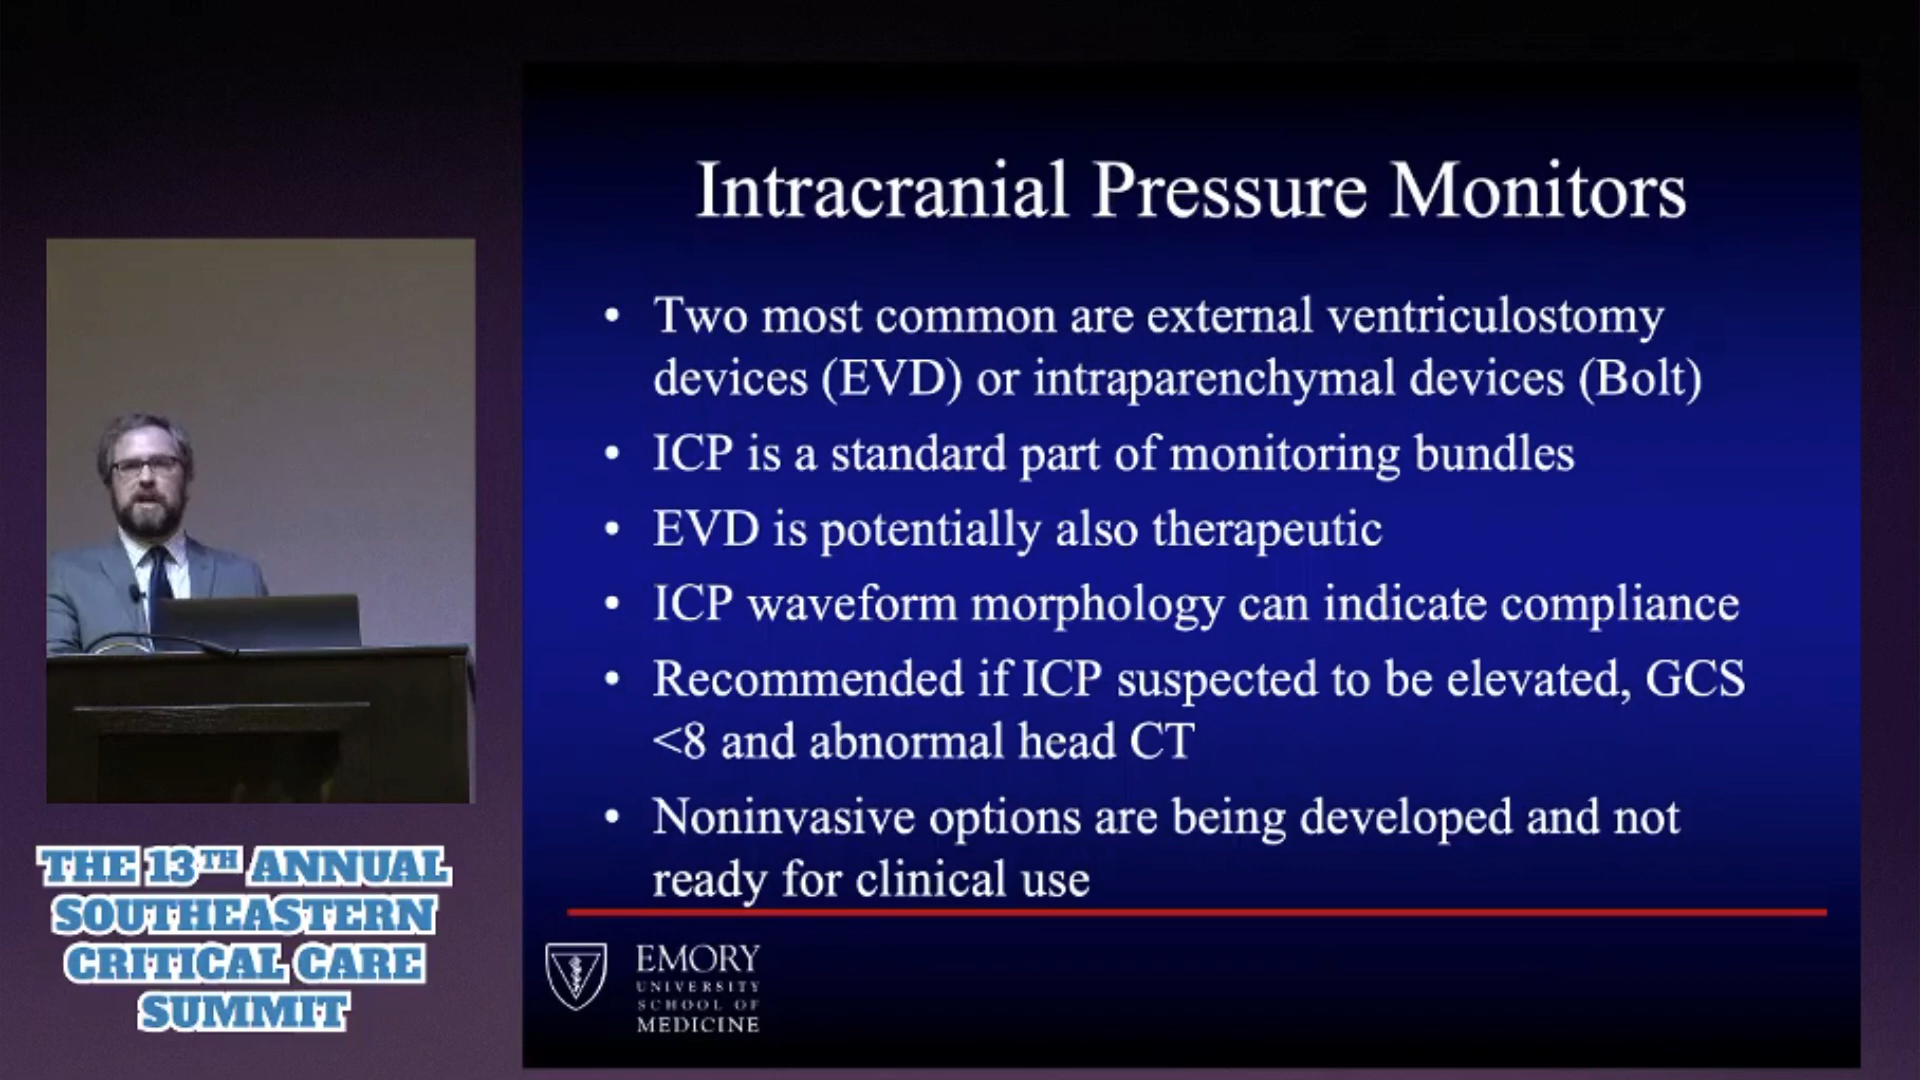 Intracranial Pressure Monitors
• Two most common are external ventriculostomy
devices (EVD) or intraparenchymal devices (Bolt)
• ICP is a standard part of monitoring bundles
• EVD is potentially also therapeutic
• ICP waveform morphology can indicate compliance
• Recommended if ICP suspected to be elevated, GCS
<8 and abnormal head CT
• Noninvasive options are being developed and not
ready for clinical use
EMORY
UNIVERSITY
SCHOOL OF
MEDICINE
THE 13TH ANNUAL
SOUTHEASTERN
CRITICAL CARE
SUMMIT